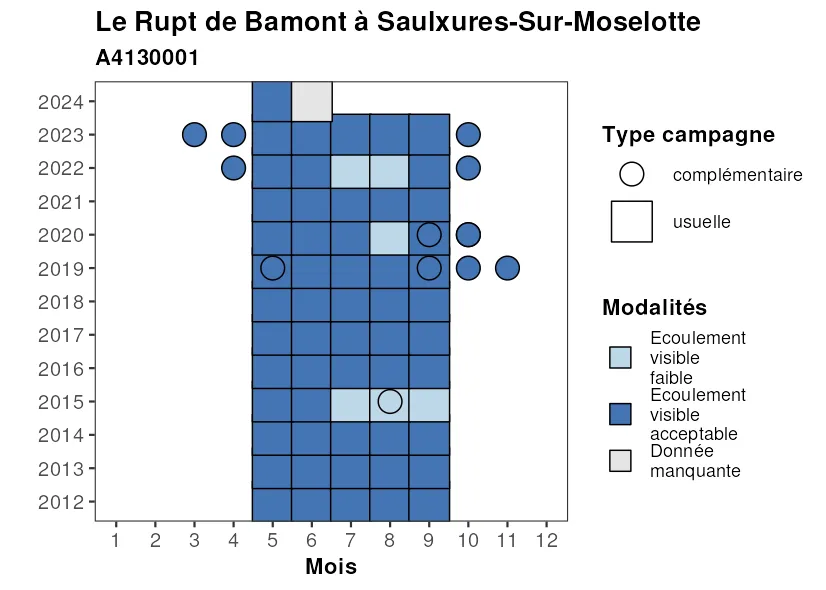 Le Rupt de Bamont à Saulxures-Sur-Moselotte
A4130001
2024
2023
2022
2021
2020
2019
2018
2017
2016
2015
2014
2013
2012
1 2 3 4 5 6 7 8 9 10 11 12
Mois
Type campagne
complémentaire
usuelle
Modalités
Ecoulement
visible
faible
Ecoulement
visible
acceptable
Donnée
manquante